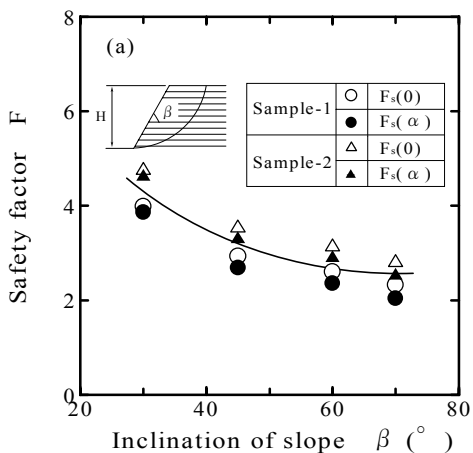 8
(a)
H
β
Sample-1
Fs(0)
Fs(α)
Sample-2
Fs(0)
Fs(α)
6
4
2
0
20
40
60
80
Safety factor F
Inclination of slope β (°)